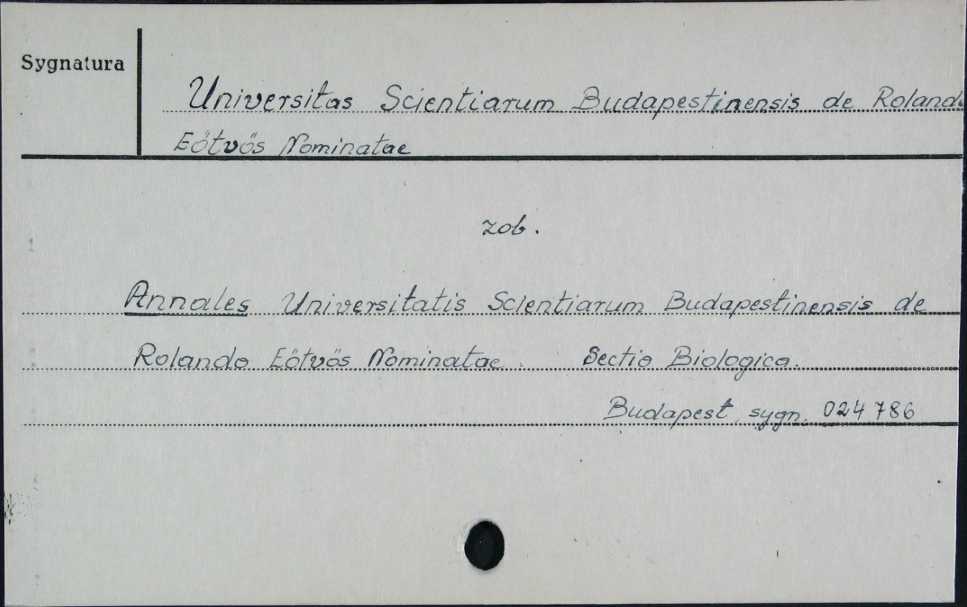 Sygnatura
Universitas Scientiarum Budapestinensis de Rolando
Eötvös Nominatae
zob.
Annales Universitatis Scientiarum Budapestinensis de
Rolando Eötvös Nominatae. Sectio Biologica.
Budapest, sygn. 024786